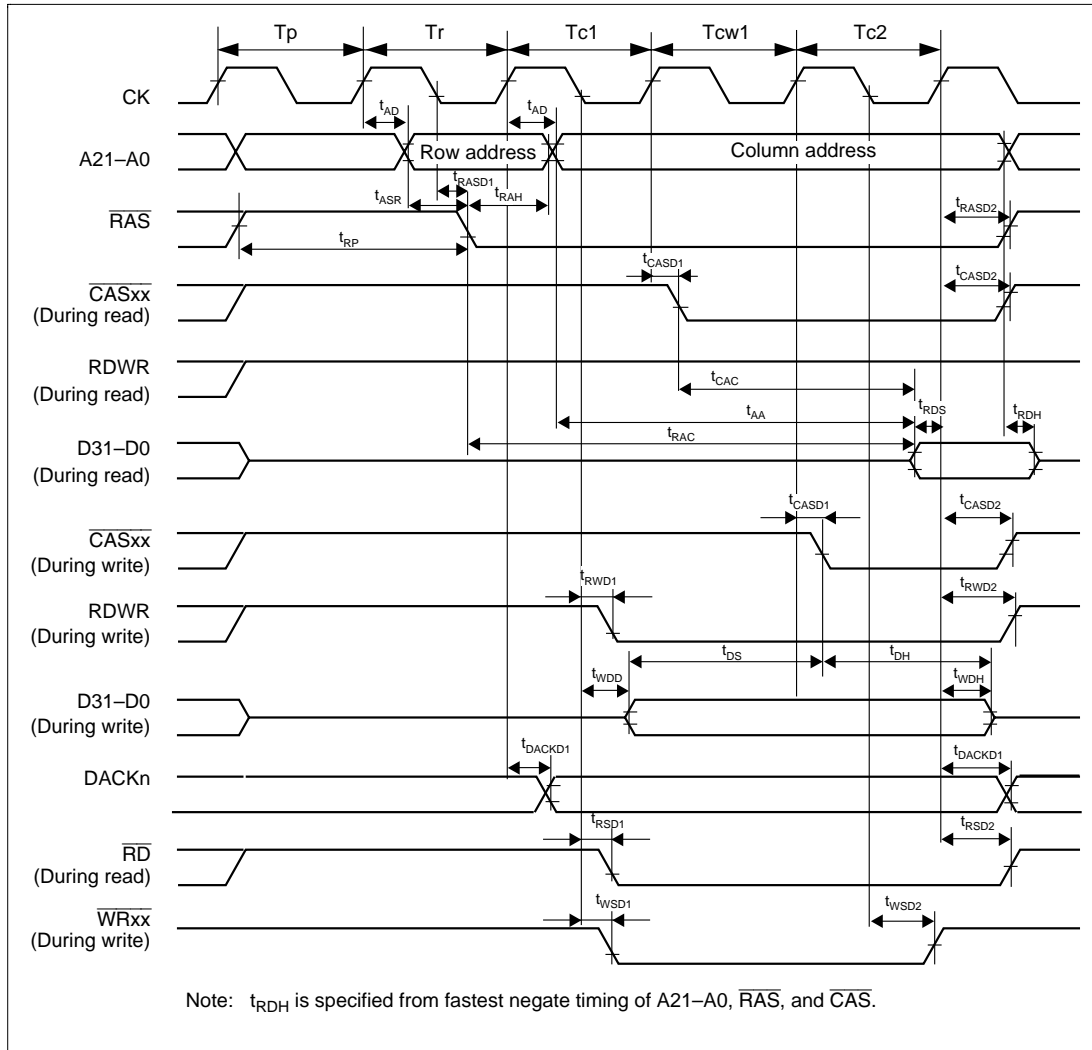 Tp Tr Tc1 Tcw1 Tc2
CK
tAD tAD
A21–A0 Row address Column address
tRASD1
tASR tRAH
RAS tRASD2
tRP
tCASD1 tCASD2
CASxx
(During read)
RDWR
(During read)
tCAC
tRDS
tAA tRDH
tRAC
D31–D0
(During read)
tCASD1 tCASD2
CASxx
(During write)
tRWD1 tRWD2
RDWR
(During write)
tDS tDH
tWDD tWDH
D31–D0
(During write)
tDACKD1 tDACKD1
DACKn
tRSD1 tRSD2
RD
(During read)
tWSD1 tWSD2
WRxx
(During write)
Note: tRDH is specified from fastest negate timing of A21–A0, RAS, and CAS.